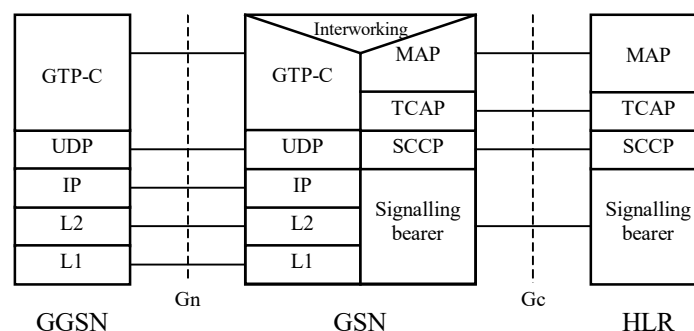 Interworking
GTP-C
GTP-C
MAP
MAP
TCAP
TCAP
UDP
UDP
SCCP
SCCP
IP
IP
L2
L2
Signalling
bearer
Signalling
bearer
L1
L1
Gn
Gc
GGSN
GSN
HLR